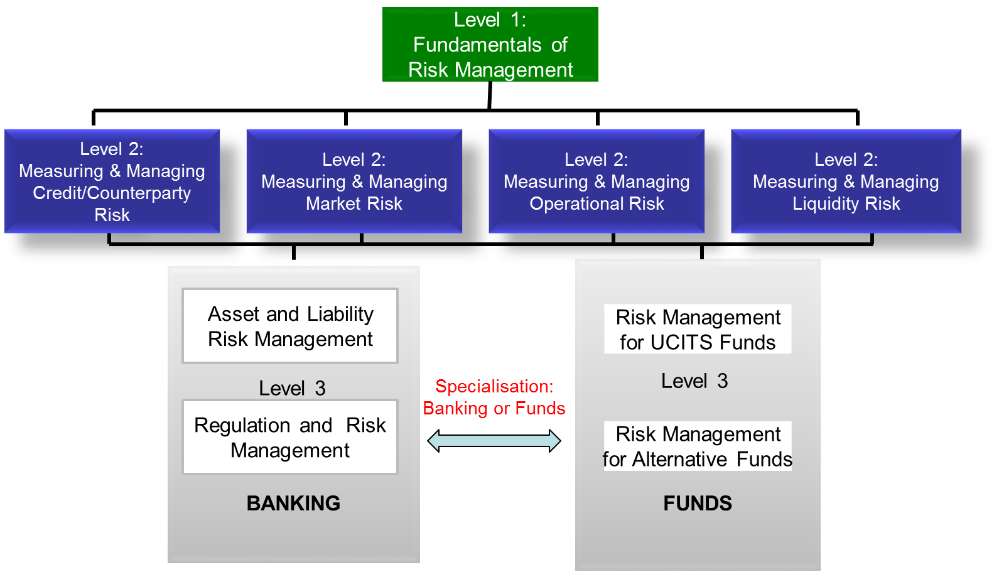 Level 1:
Fundamentals of
Risk Management
Level 2:
Measuring & Managing
Credit/Counterparty
Risk
Level 2:
Measuring & Managing
Market Risk
Level 2:
Measuring & Managing
Operational Risk
Level 2:
Measuring & Managing
Liquidity Risk
Asset and Liability
Risk Management
Level 3
Regulation and Risk
Management
BANKING
Specialisation:
Banking or Funds
Risk Management
for UCITS Funds
Level 3
Risk Management
for Alternative Funds
FUNDS